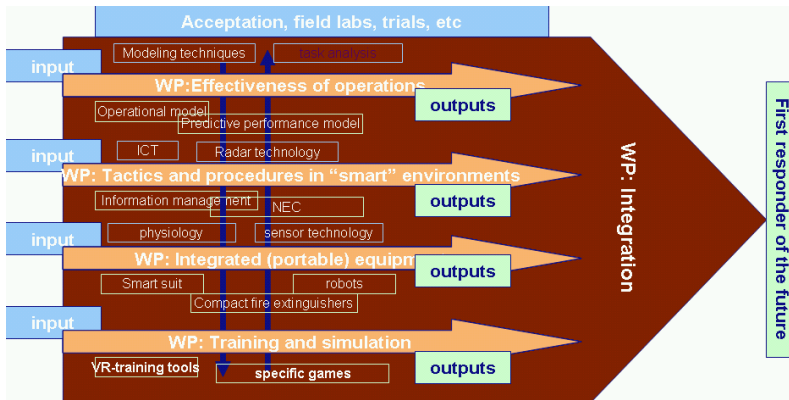 Acceptation, field labs, trials, etc
Modeling techniques
task analysis
input
WP:Effectiveness of operations
outputs
Operational model
Predictive performance model
ICT
Radar technology
input
WP: Tactics and procedures in “smart” environments
outputs
Information management
NEC
physiology
sensor technology
input
WP: Integrated (portable) equipm
outputs
Smart suit
robots
Compact fire extinguishers
input
WP: Training and simulation
outputs
VR-training tools
specific games
WP: Integration
First responder of the future